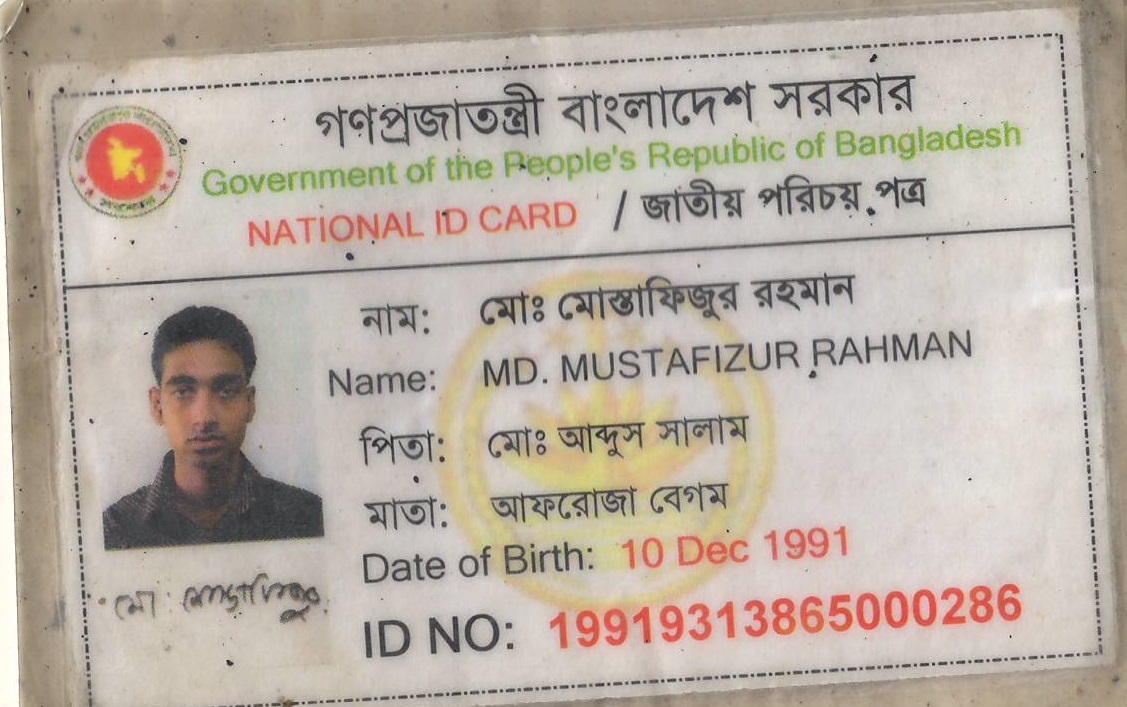 গণপ্রজাতন্ত্রী বাংলাদেশ সরকার
Government of the People's Republic of Bangladesh
NATIONAL ID CARD / জাতীয় পরিচয় পত্র
নাম: মোঃ মোস্তাফিজুর রহমান
Name: MD. MUSTAFIZUR RAHMAN
পিতা: মোঃ আব্দুস সালাম
মাতা: আফরোজা বেগম
Date of Birth: 10 Dec 1991
ID NO: 19919313865000286